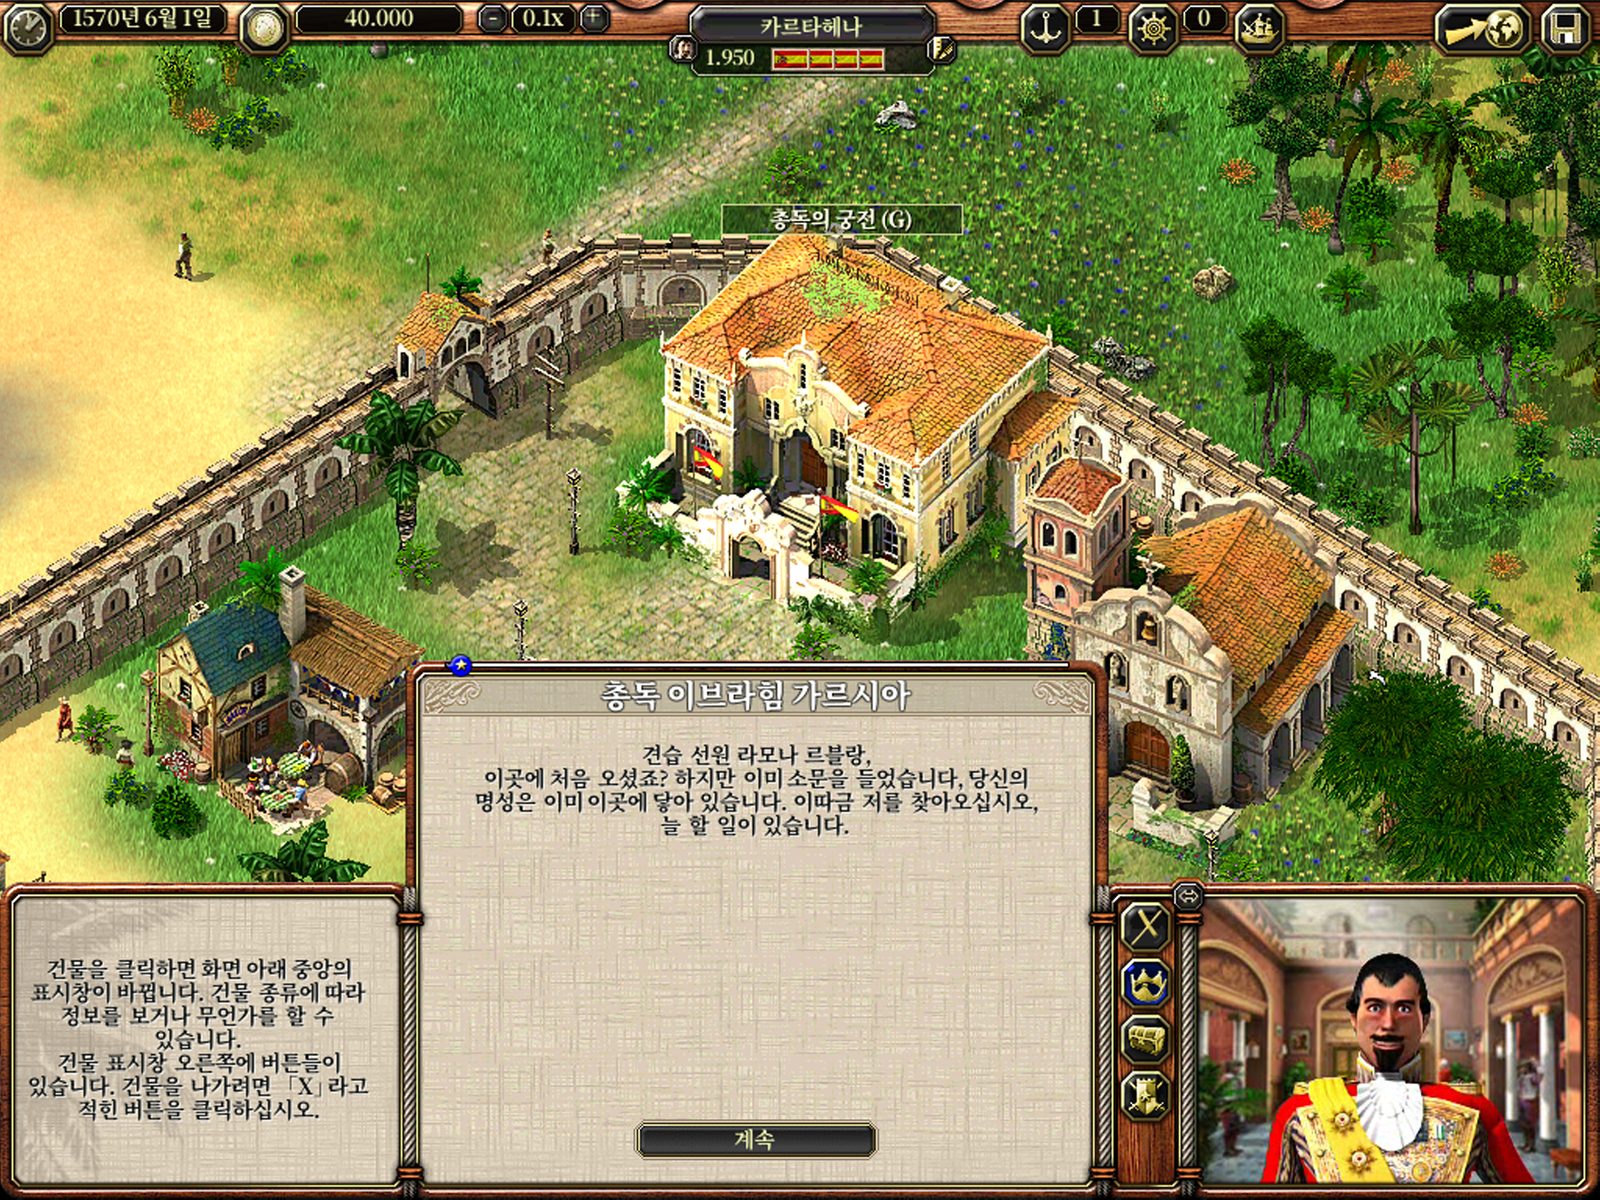 1570년 6월 1일
40.000
-
0.1x
+
카르타헤나
1
0
1.950
총독의 궁전 (G)
총독 이브라힘 가르시아
견습 선원 라모나 르블랑,
이곳에 처음 오셨죠? 하지만 이미 소문을 들었습니다, 당신의
명성은 이미 이곳에 닿아 있습니다. 이따금 저를 찾아오십시오,
늘 할 일이 있습니다.
계속
건물을 클릭하면 화면 아래 중앙의
표시창이 바뀝니다. 건물 종류에 따라
정보를 보거나 무언가를 할 수
있습니다.
건물 표시창 오른쪽에 버튼들이
있습니다. 건물을 나가려면 「X」라고
적힌 버튼을 클릭하십시오.
X